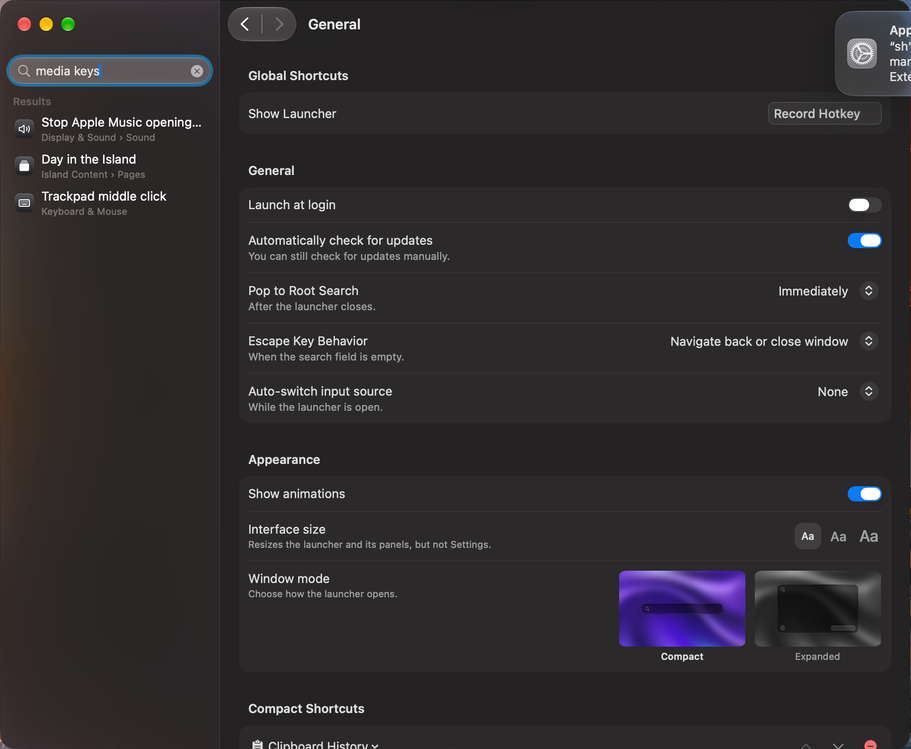 General
media keys
Results
Stop Apple Music opening...
Display & Sound › Sound
Day in the Island
Island Content › Pages
Trackpad middle click
Keyboard & Mouse
Global Shortcuts
Show Launcher
Record Hotkey
General
Launch at login
Automatically check for updates
You can still check for updates manually.
Pop to Root Search
After the launcher closes.
Immediately
Escape Key Behavior
When the search field is empty.
Navigate back or close window
Auto-switch input source
While the launcher is open.
None
Appearance
Show animations
Interface size
Resizes the launcher and its panels, but not Settings.
Aa Aa Aa
Window mode
Choose how the launcher opens.
Compact
Expanded
Compact Shortcuts
Clipboard History
App
"sh"
man
Exte